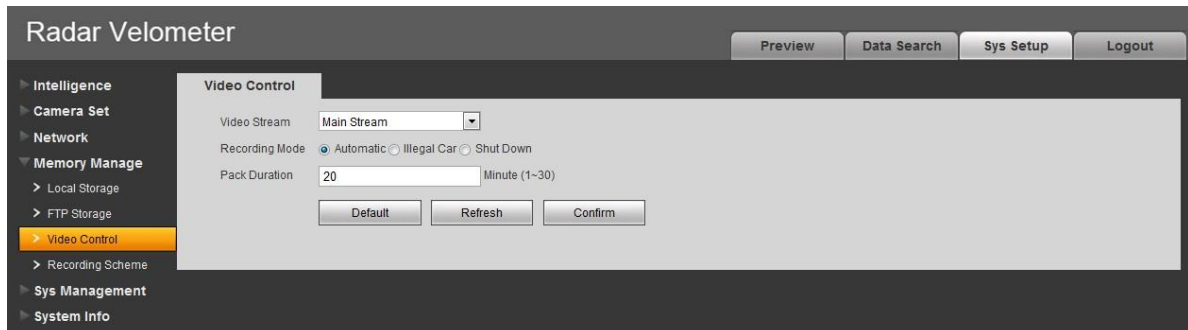 Radar Velometer
Preview Data Search Sys Setup Logout
Intelligence
Camera Set
Network
Memory Manage
> Local Storage
> FTP Storage
> Video Control
> Recording Scheme
Sys Management
System Info
Video Control
Video Stream Main Stream
Recording Mode Automatic Illegal Car Shut Down
Pack Duration 20 Minute (1~30)
Default Refresh Confirm